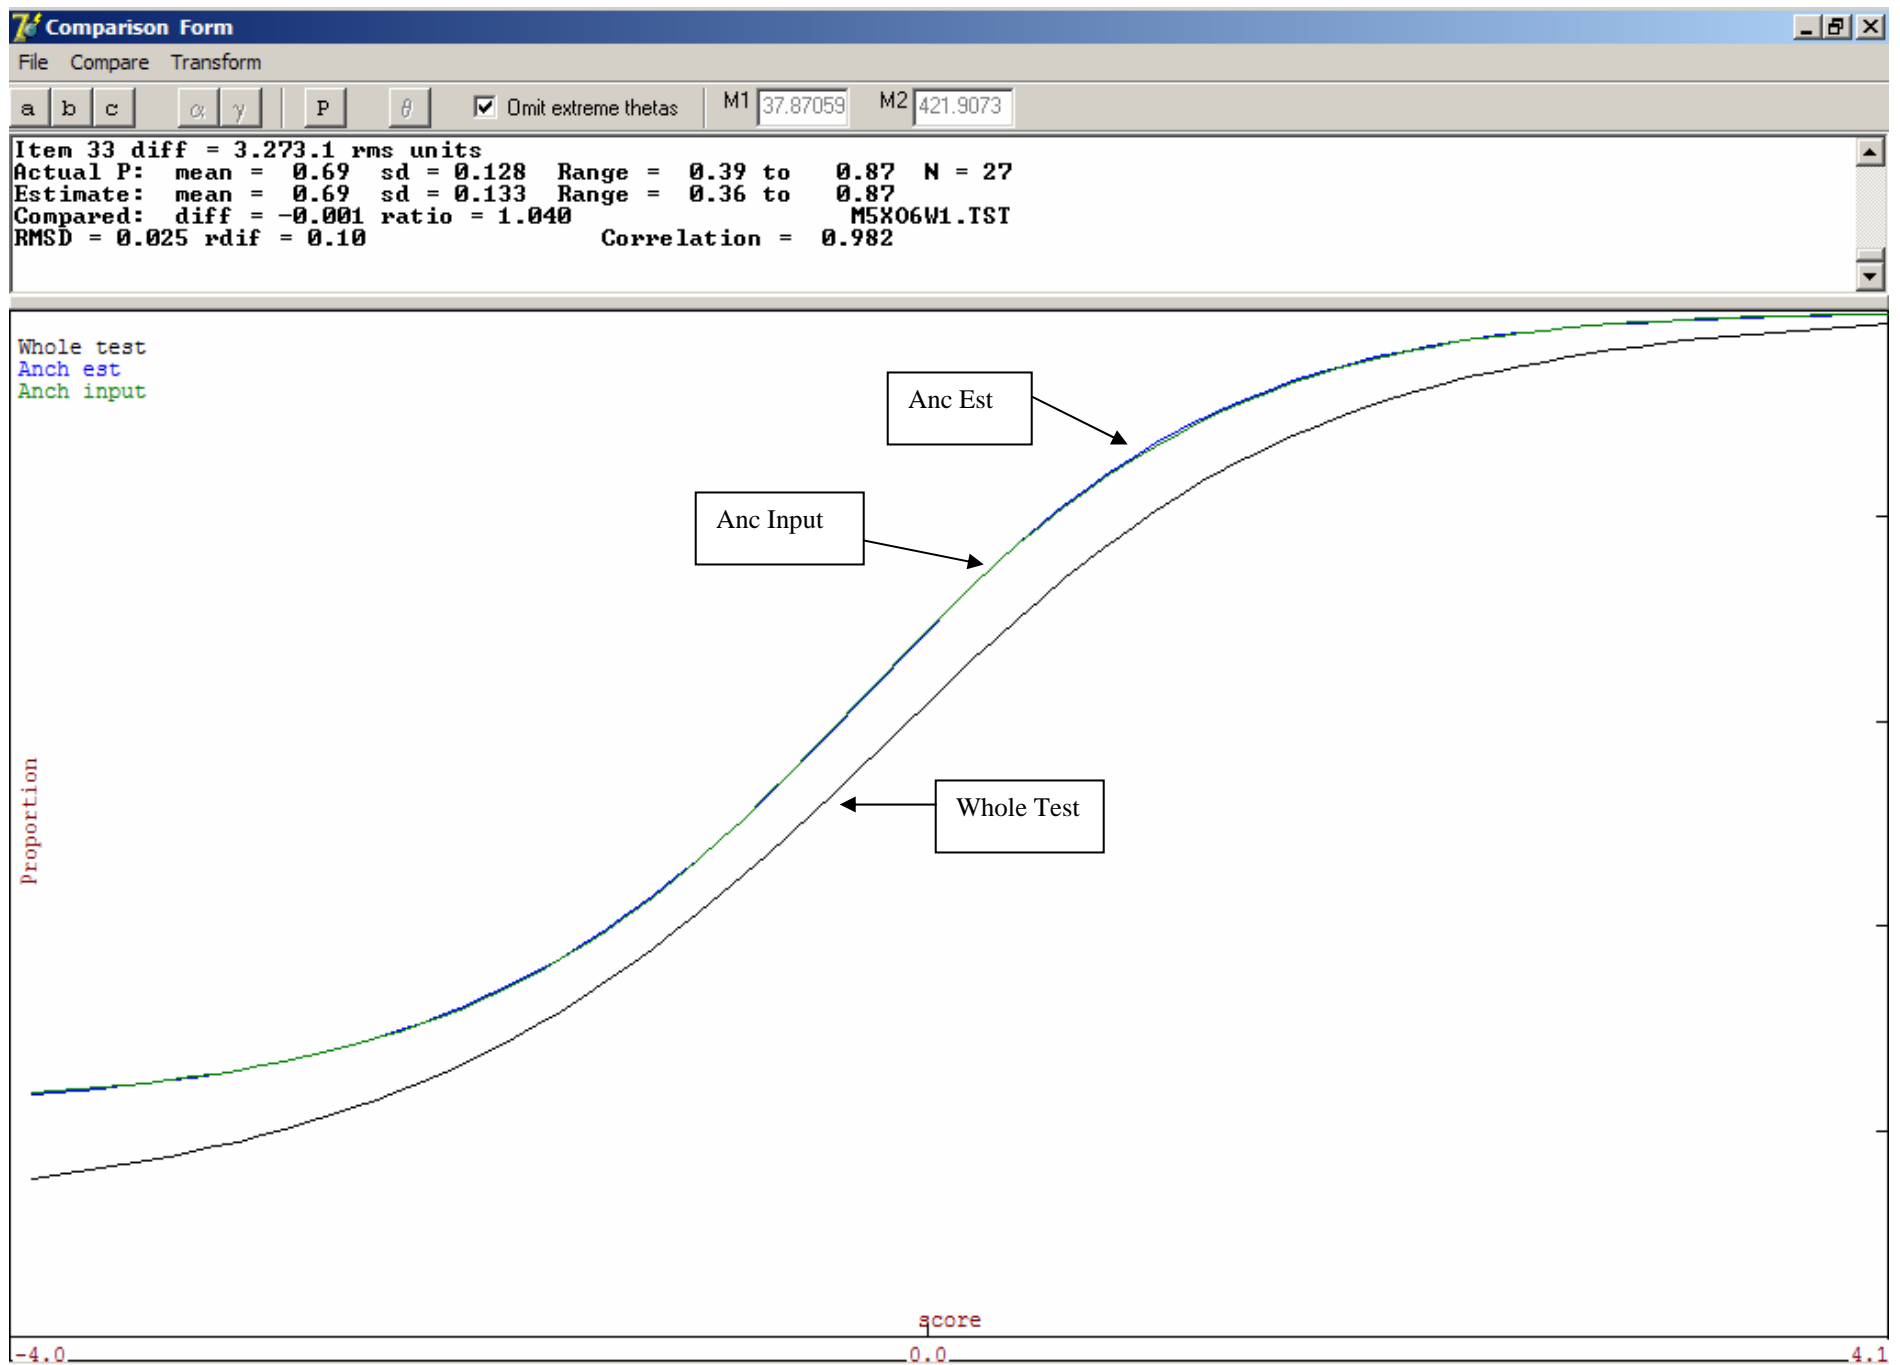 Comparison Form
File Compare Transform
a b c α γ P θ Omit extreme thetas M1 37.87059 M2 421.9073
Item 33 diff = 3.273.1 rms units
Actual P: mean = 0.69 sd = 0.128 Range = 0.39 to 0.87 N = 27
Estimate: mean = 0.69 sd = 0.133 Range = 0.36 to 0.87
Compared: diff = -0.001 ratio = 1.040 M5XO6W1.TST
RMSD = 0.025 rdif = 0.10 Correlation = 0.982
Whole test
Anch est
Anch input
Anc Est
Anc Input
Whole Test
Proportion
score
-4.0 0.0 4.1